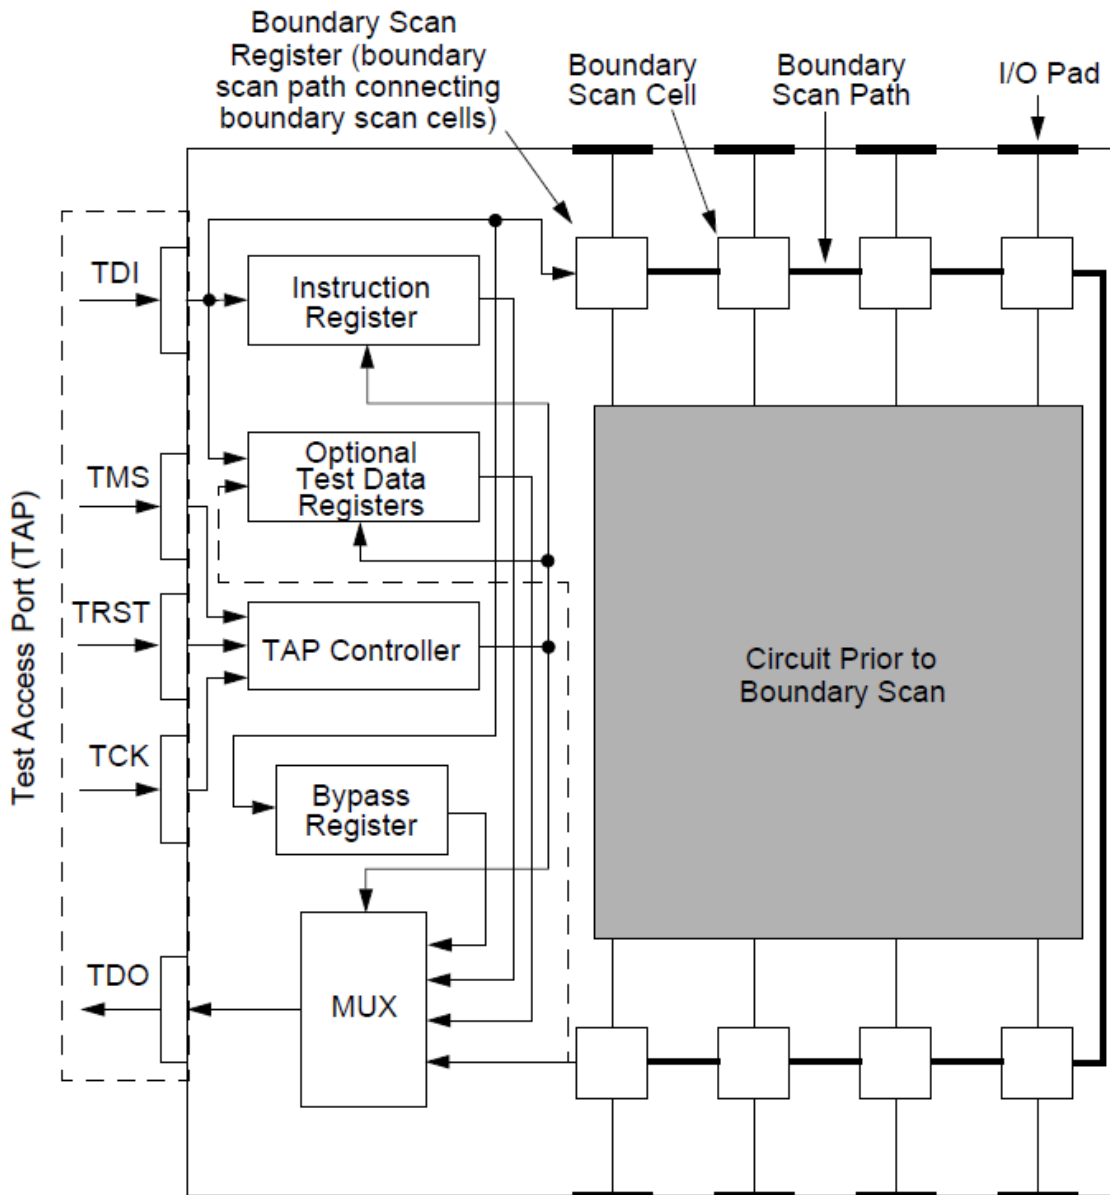 Boundary Scan
Register (boundary
scan path connecting
boundary scan cells)
Boundary
Scan Cell
Boundary
Scan Path
I/O Pad
TDI
Instruction
Register
Optional
Test Data
Registers
TMS
Test Access Port (TAP)
TRST
TAP Controller
Circuit Prior to
Boundary Scan
TCK
Bypass
Register
TDO
MUX